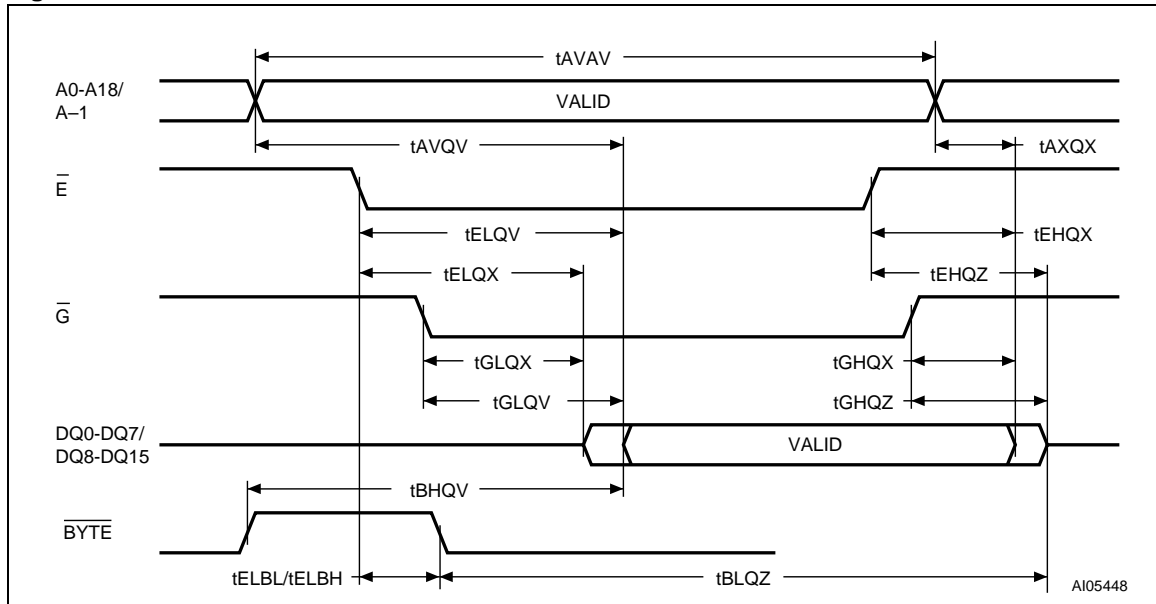 tAVAV
A0-A18/
A–1
VALID
tAVQV
tAXQX
E
tELQV
tEHQX
tELQX
tEHQZ
G
tGLQX
tGHQX
tGLQV
tGHQZ
DQ0-DQ7/
DQ8-DQ15
VALID
tBHQV
BYTE
tELBL/tELBH
tBLQZ
AI05448